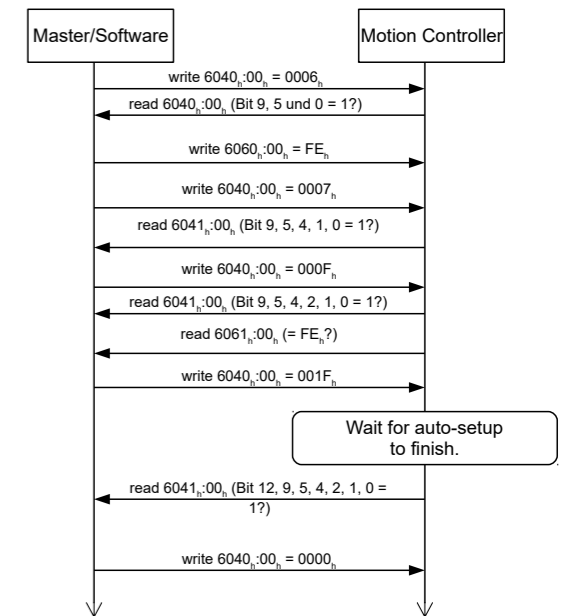 Master/Software
Motion Controller
write 6040ₕ:00ₕ = 0006ₕ
read 6040ₕ:00ₕ (Bit 9, 5 und 0 = 1?)
write 6060ₕ:00ₕ = FEₕ
write 6040ₕ:00ₕ = 0007ₕ
read 6041ₕ:00ₕ (Bit 9, 5, 4, 1, 0 = 1?)
write 6040ₕ:00ₕ = 000Fₕ
read 6041ₕ:00ₕ (Bit 9, 5, 4, 2, 1, 0 = 1?)
read 6061ₕ:00ₕ (= FEₕ?)
write 6040ₕ:00ₕ = 001Fₕ
Wait for auto-setup
to finish.
read 6041ₕ:00ₕ (Bit 12, 9, 5, 4, 2, 1, 0 =
1?)
write 6040ₕ:00ₕ = 0000ₕ